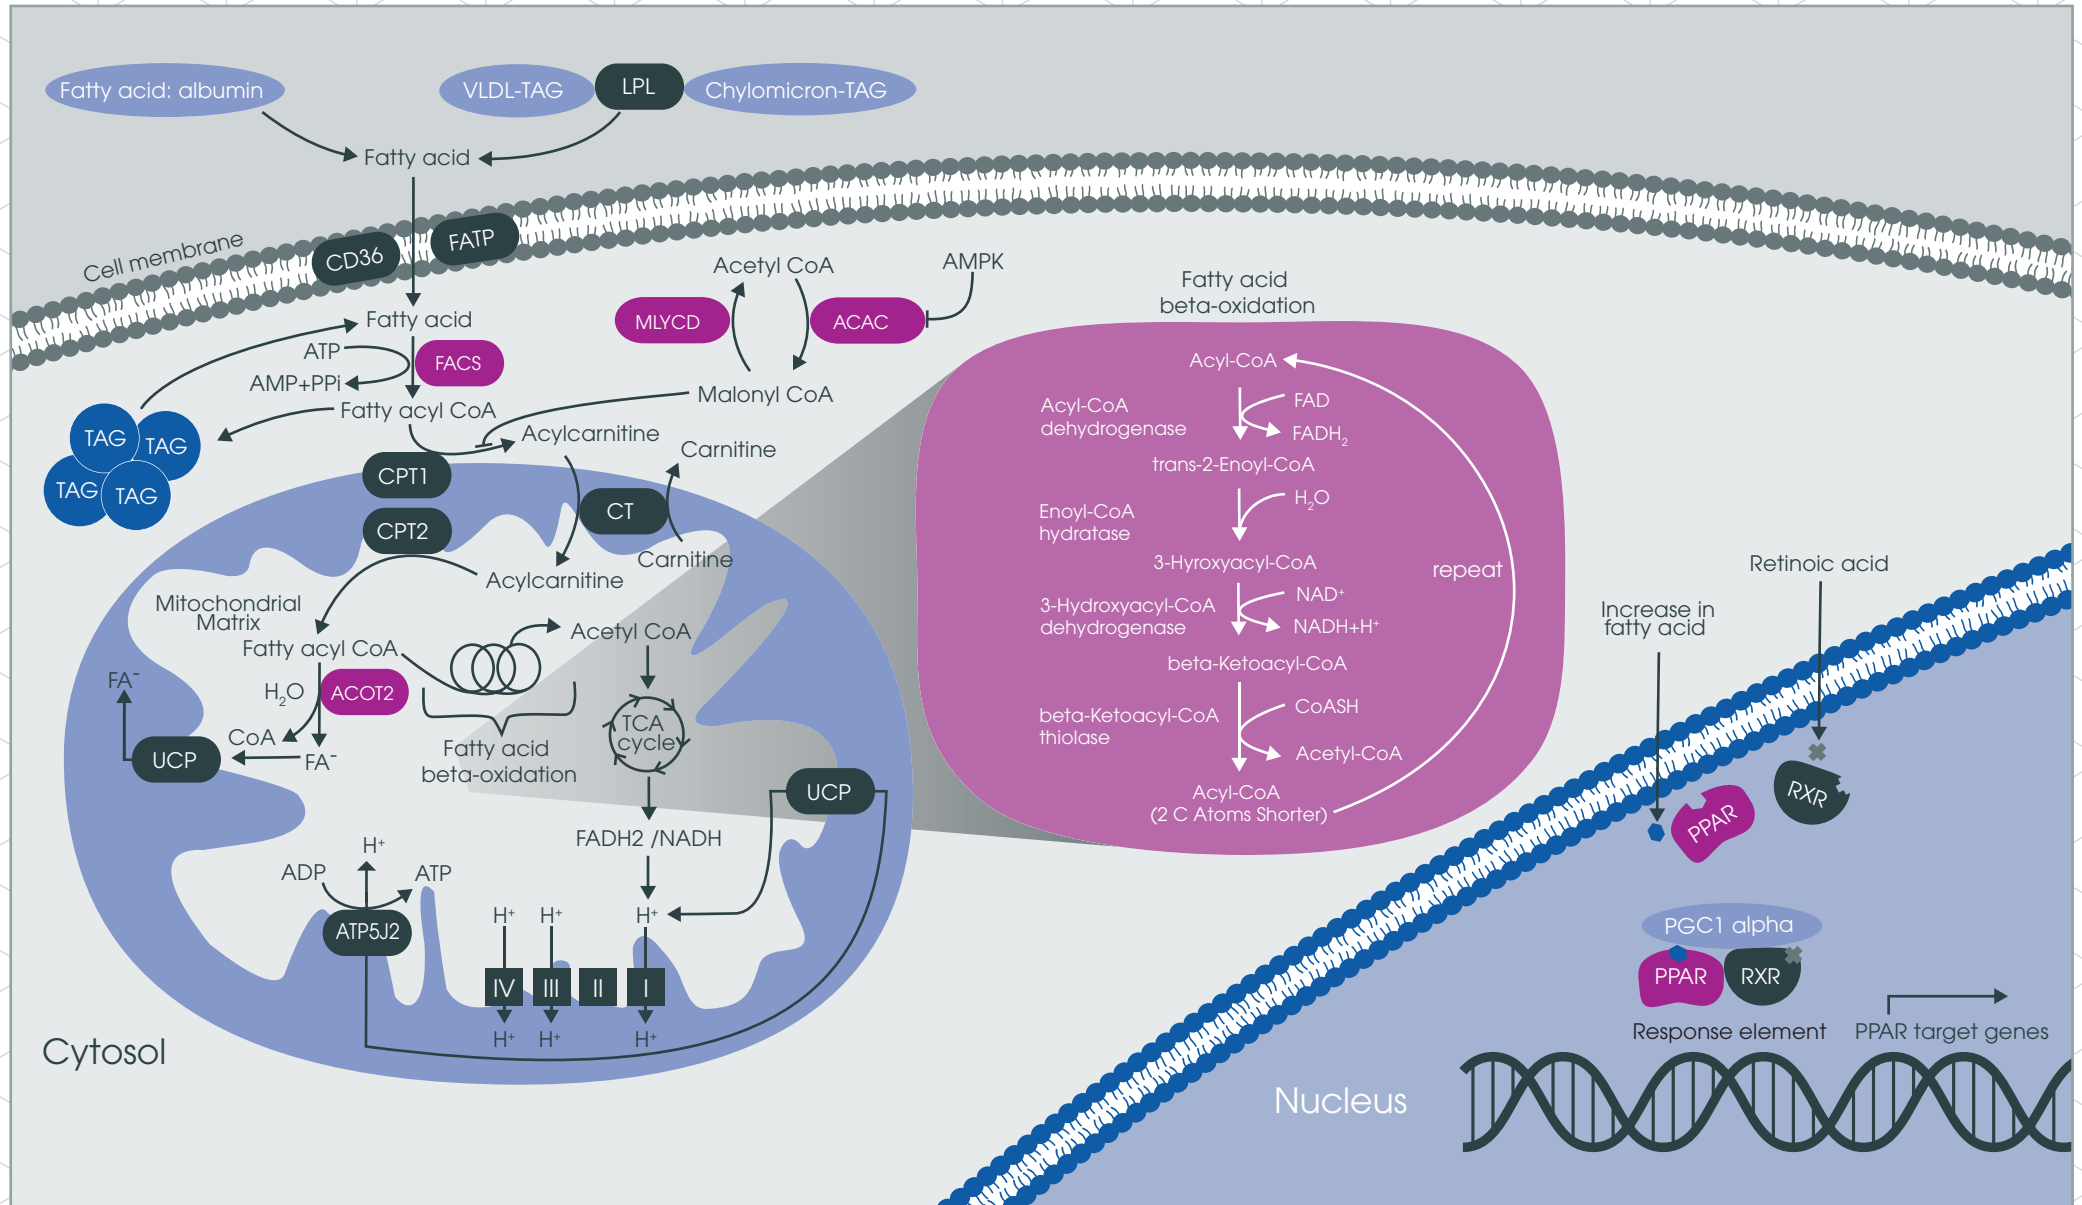 Fatty acid: albumin
VLDL-TAG
LPL
Chylomicron-TAG
Fatty acid
Cell membrane
CD36
FATP
Fatty acid
ATP
FACS
AMP+PPi
Fatty acyl CoA
TAG
TAG
TAG
TAG
Acetyl CoA
AMPK
MLYCD
ACAC
Malonyl CoA
Acylcarnitine
Carnitine
CPT1
CPT2
CT
Carnitine
Acylcarnitine
Mitochondrial
Matrix
Fatty acyl CoA
Acetyl CoA
FA⁻
H₂O
ACOT2
CoA
FA⁻
UCP
Fatty acid
beta-oxidation
TCA
cycle
UCP
FADH2 /NADH
H⁺
ADP
ATP
ATP5J2
H⁺
H⁺
H⁺
IV
III
II
I
H⁺
H⁺
H⁺
Cytosol
Fatty acid
beta-oxidation
Acyl-CoA
Acyl-CoA
dehydrogenase
FAD
FADH₂
trans-2-Enoyl-CoA
Enoyl-CoA
hydratase
H₂O
3-Hyroxyacyl-CoA
repeat
3-Hydroxyacyl-CoA
dehydrogenase
NAD⁺
NADH+H⁺
beta-Ketoacyl-CoA
beta-Ketoacyl-CoA
thiolase
CoASH
Acetyl-CoA
Acyl-CoA
(2 C Atoms Shorter)
Retinoic acid
Increase in
fatty acid
PPAR
RXR
PGC1 alpha
PPAR
RXR
Response element
PPAR target genes
Nucleus